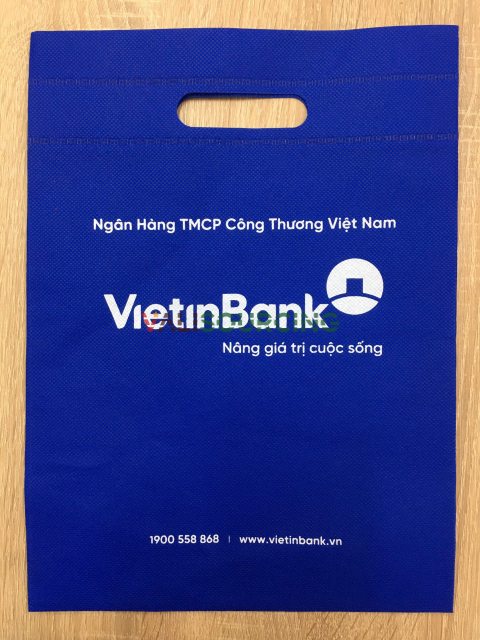 Ngân Hàng TMCP Công Thương Việt Nam
VietinBank
Nâng giá trị cuộc sống
1900 558 868 | www.vietinbank.vn